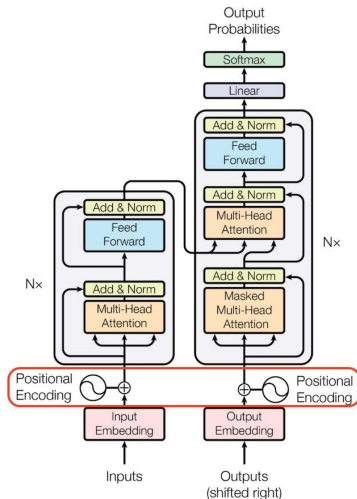 Output
Probabilities
Softmax
Linear
Add & Norm
Feed
Forward
Add & Norm
Multi-Head
Attention
Nx
Add & Norm
Masked
Multi-Head
Attention
Add & Norm
Feed
Forward
Nx
Add & Norm
Multi-Head
Attention
Positional
Encoding
Positional
Encoding
Input
Embedding
Output
Embedding
Inputs
Outputs
(shifted right)